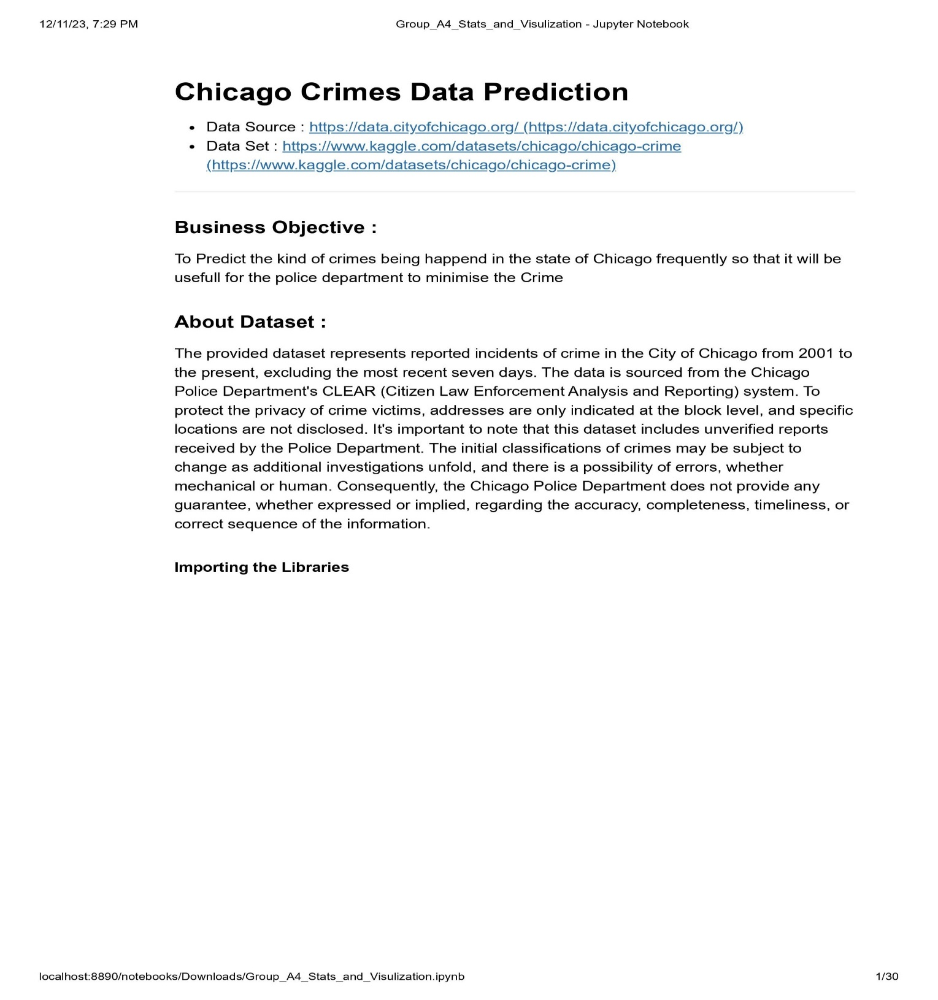 12/11/23, 7:29 PM
Group_A4_Stats_and_Visulization - Jupyter Notebook
Chicago Crimes Data Prediction
• Data Source : https://data.cityofchicago.org/ (https://data.cityofchicago.org/)
• Data Set : https://www.kaggle.com/datasets/chicago/chicago-crime
(https://www.kaggle.com/datasets/chicago/chicago-crime)
Business Objective :
To Predict the kind of crimes being happend in the state of Chicago frequently so that it will be
usefull for the police department to minimise the Crime
About Dataset :
The provided dataset represents reported incidents of crime in the City of Chicago from 2001 to
the present, excluding the most recent seven days. The data is sourced from the Chicago
Police Department's CLEAR (Citizen Law Enforcement Analysis and Reporting) system. To
protect the privacy of crime victims, addresses are only indicated at the block level, and specific
locations are not disclosed. It's important to note that this dataset includes unverified reports
received by the Police Department. The initial classifications of crimes may be subject to
change as additional investigations unfold, and there is a possibility of errors, whether
mechanical or human. Consequently, the Chicago Police Department does not provide any
guarantee, whether expressed or implied, regarding the accuracy, completeness, timeliness, or
correct sequence of the information.
Importing the Libraries
localhost:8890/notebooks/Downloads/Group_A4_Stats_and_Visulization.ipynb
1/30